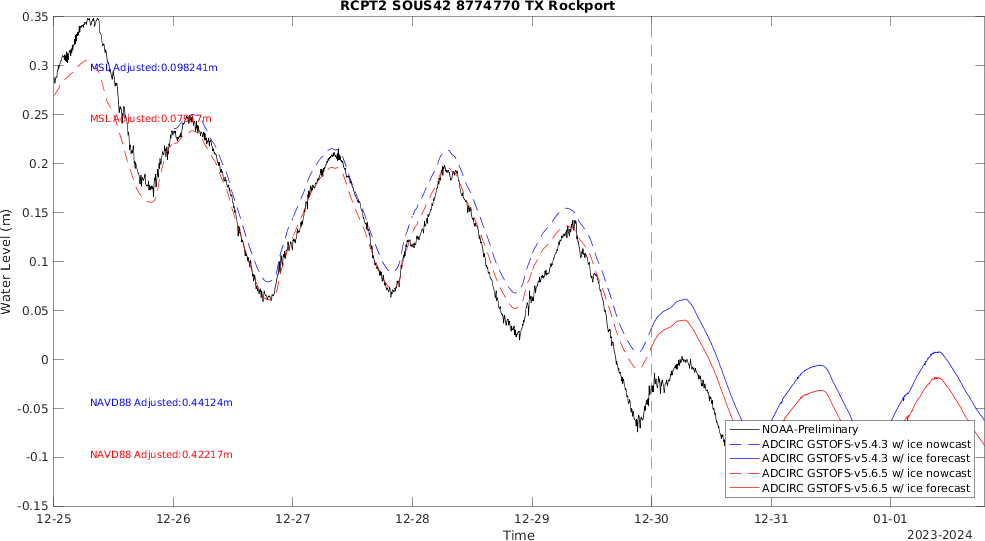 RCPT2 SOUS42 8774770 TX Rockport
0.35
0.3
0.25
0.2
0.15
0.1
0.05
0
-0.05
-0.1
-0.15
Water Level (m)
MSL Adjusted:0.098241m
MSL
NAVD88 Adjusted:0.44124m
NAVD88 Adjusted:0.42217m
NOAA-Preliminary
ADCIRC GSTOFS-v5.4.3 w/ ice nowcast
ADCIRC GSTOFS-v5.4.3 w/ ice forecast
ADCIRC GSTOFS-v5.6.5 w/ ice nowcast
ADCIRC GSTOFS-v5.6.5 w/ ice forecast
12-25 12-26 12-27 12-28 12-29 12-30 12-31 01-01
Time
2023-2024